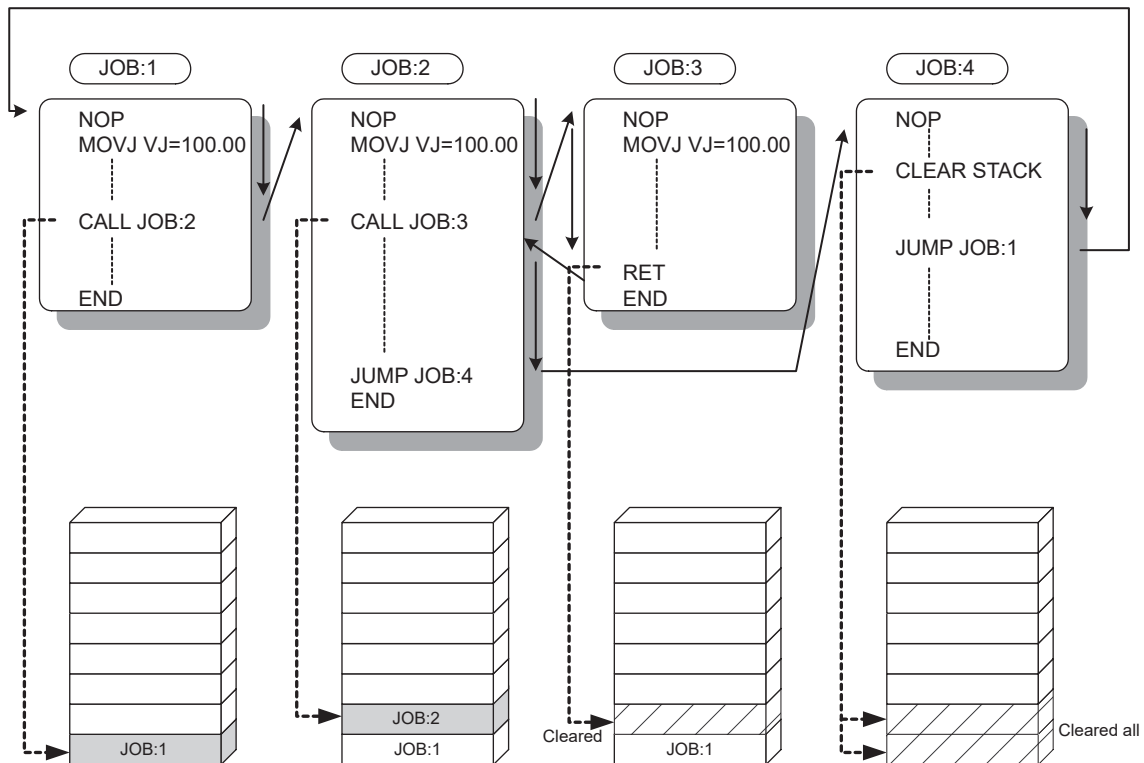 JOB:1
NOP
MOVJ VJ=100.00
CALL JOB:2
END
JOB:2
NOP
MOVJ VJ=100.00
CALL JOB:3
JUMP JOB:4
END
JOB:3
NOP
MOVJ VJ=100.00
RET
END
JOB:4
NOP
CLEAR STACK
JUMP JOB:1
END
JOB:1
JOB:2
JOB:1
Cleared
JOB:1
Cleared all